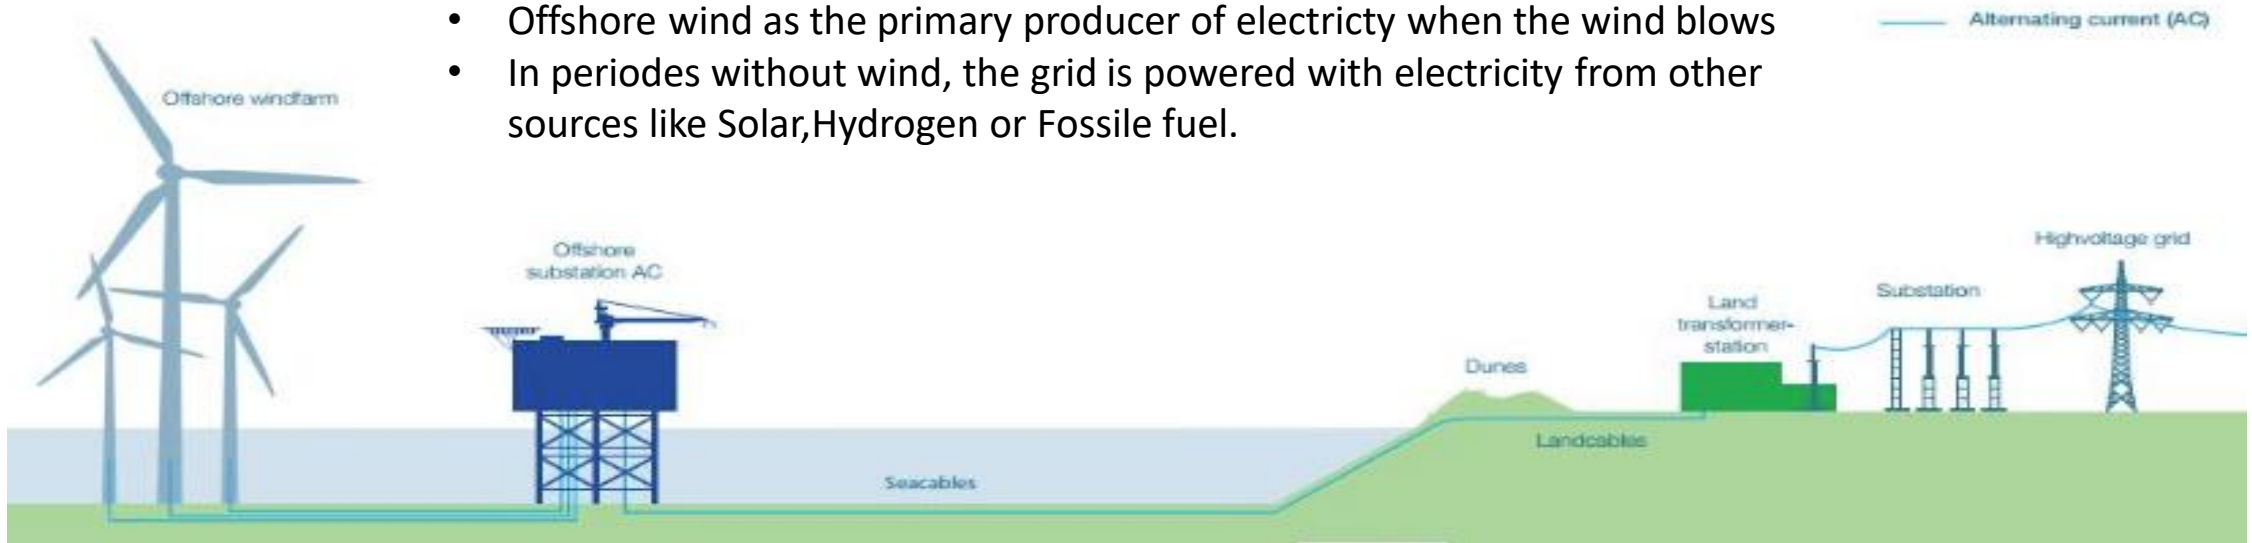 • Offshore wind as the primary producer of electricty when the wind blows
• In periodes without wind, the grid is powered with electricity from other
sources like Solar,Hydrogen or Fossile fuel.
Alternating current (AC)
Offshore windfarm
Offshore
substation AC
Seacables
Dunes
Landcables
Land
transformer-
station
Substation
Highvoltage grid